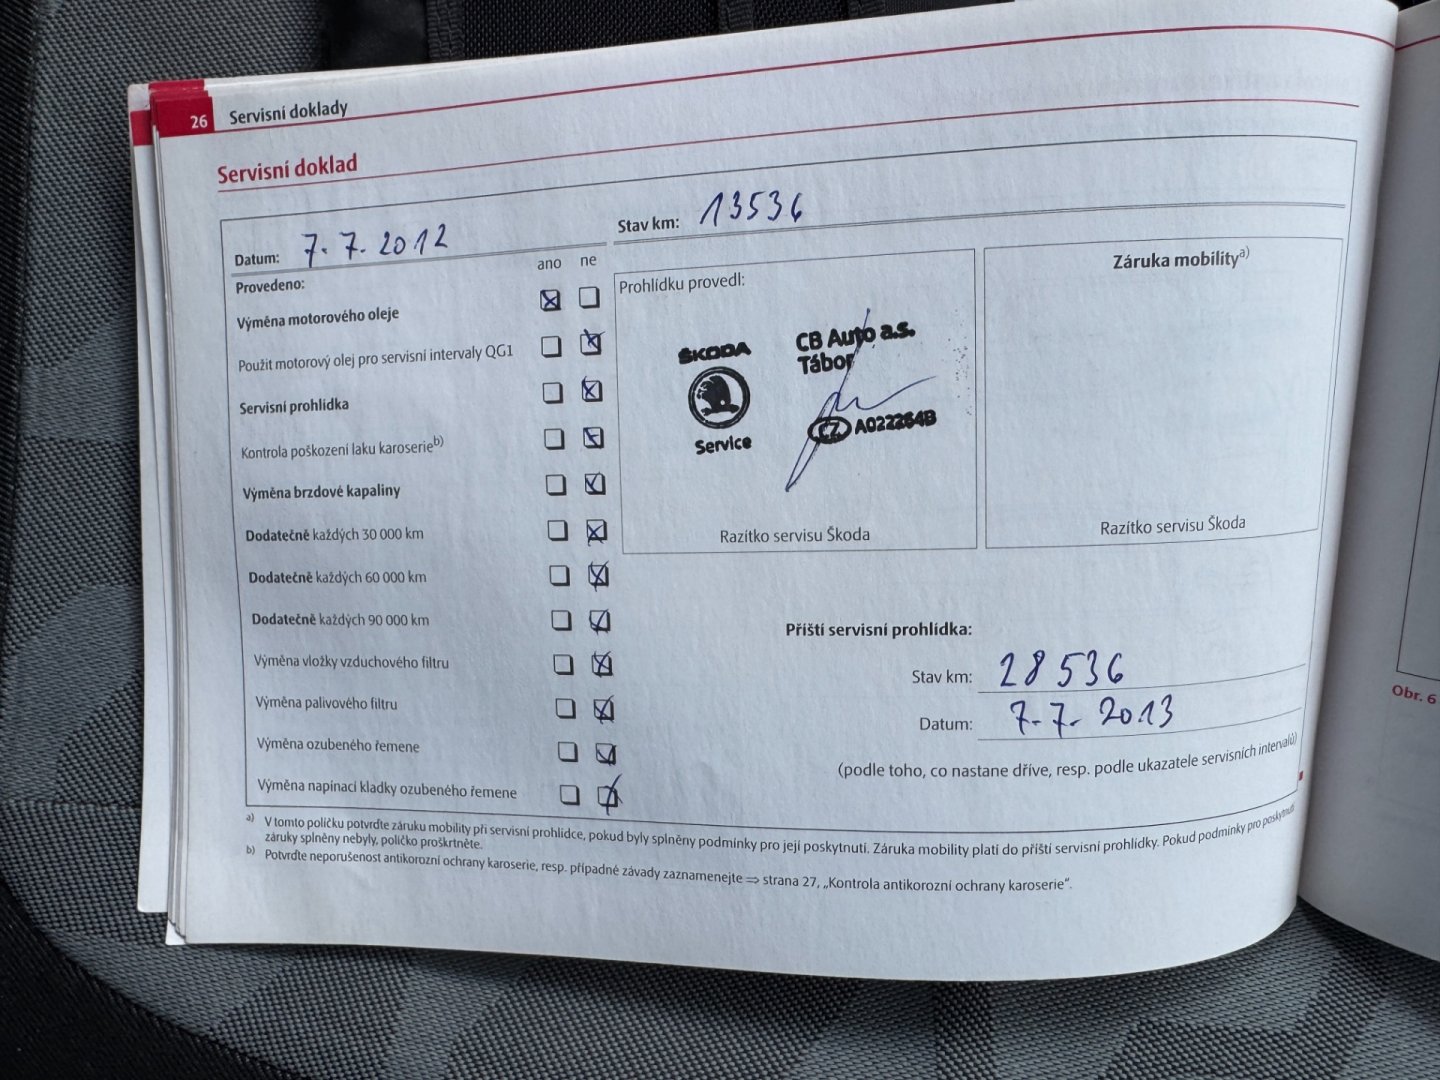 26 Servisní doklady
Servisní doklad
Datum: 7.7.2012
Stav km: 13536
Provedeno: ano ne
Výměna motorového oleje
Použit motorový olej pro servisní intervaly QG1
Servisní prohlídka
Kontrola poškození laku karoserie b)
Výměna brzdové kapaliny
Dodatečně každých 30 000 km
Dodatečně každých 60 000 km
Dodatečně každých 90 000 km
Výměna vložky vzduchového filtru
Výměna palivového filtru
Výměna ozubeného řemene
Výměna napínací kladky ozubeného řemene
Prohlídku provedl:
ŠKODA
Service
CB Auto a.s.
Tábor
CZ A022264B
Razítko servisu Škoda
Záruka mobility a)
Razítko servisu Škoda
Příští servisní prohlídka:
Stav km: 28536
Datum: 7.7.2013
(podle toho, co nastane dříve, resp. podle ukazatele servisních intervalů)
a) V tomto políčku potvrďte záruku mobility při servisní prohlídce, pokud byly splněny podmínky pro její poskytnutí. Záruka mobility platí do příští servisní prohlídky. Pokud podmínky pro poskytnutí
záruky splněny nebyly, políčko proškrtněte.
b) Potvrďte neporušenost antikorozní ochrany karoserie, resp. případné závady zaznamenejte ⇒ strana 27, „Kontrola antikorozní ochrany karoserie“.
Obr. 6